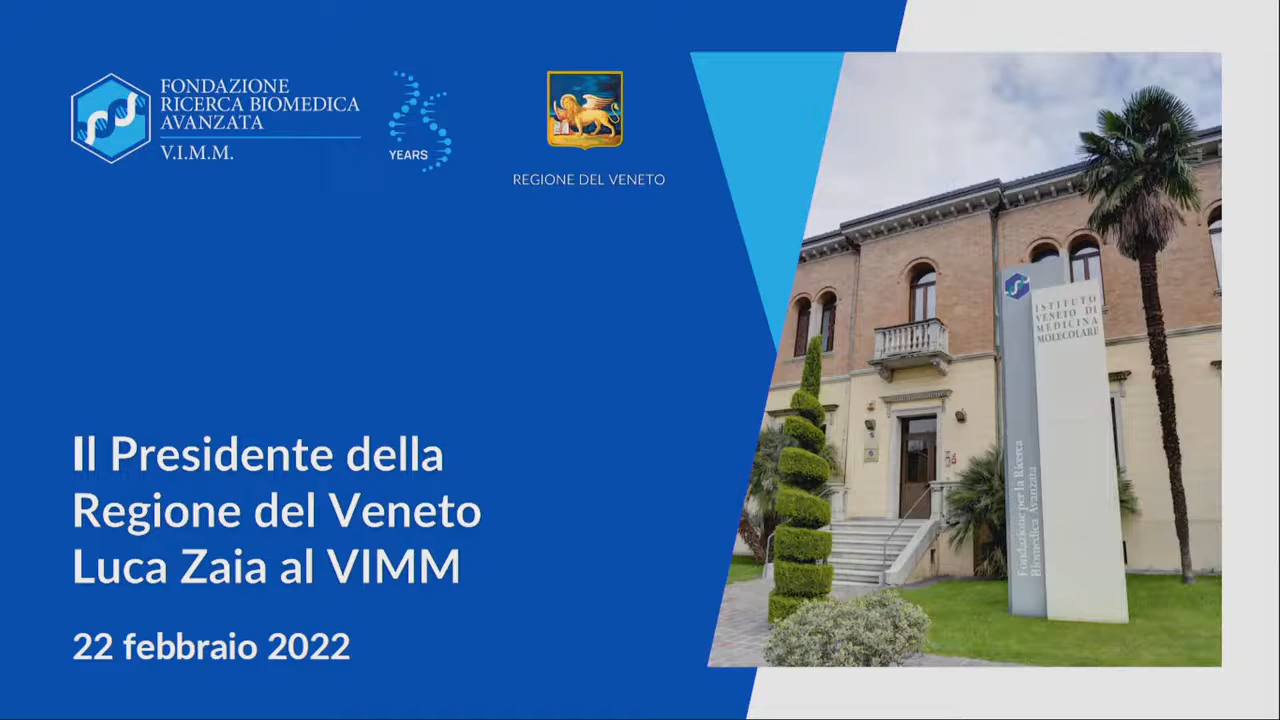 FONDAZIONE
RICERCA BIOMEDICA
AVANZATA
V.I.M.M.
25
YEARS
REGIONE DEL VENETO
ISTITUTO
VENETO DI
MEDICINA
MOLECOLARE
Fondazione per la Ricerca
Biomedica Avanzata
Il Presidente della
Regione del Veneto
Luca Zaia al VIMM
22 febbraio 2022